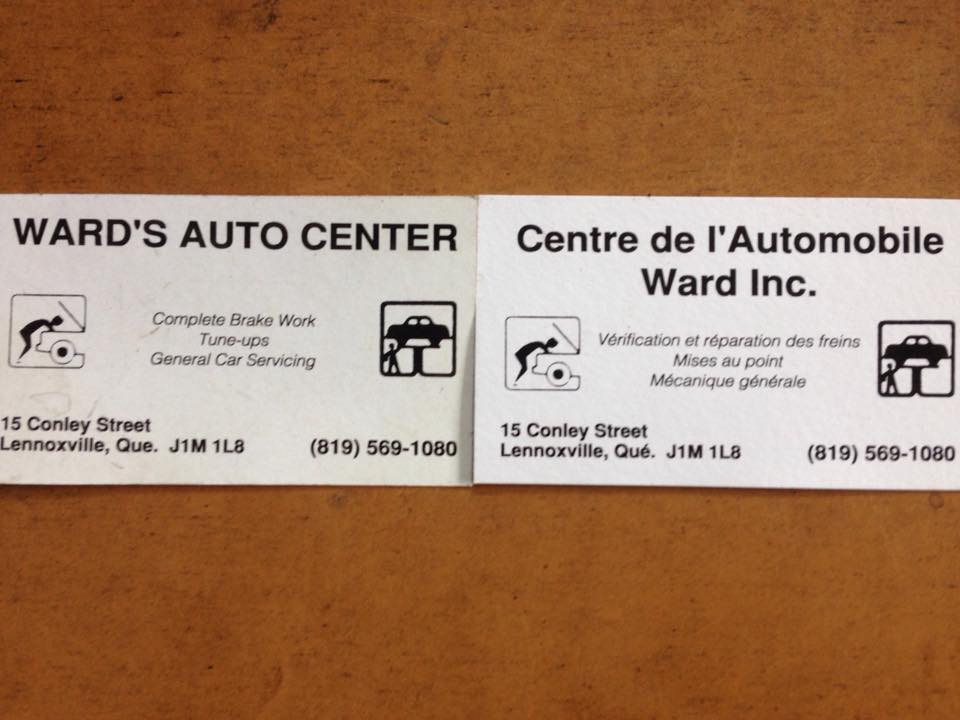 WARD'S AUTO CENTER
Complete Brake Work
Tune-ups
General Car Servicing
15 Conley Street
Lennoxville, Que. J1M 1L8
(819) 569-1080
Centre de l'Automobile
Ward Inc.
Vérification et réparation des freins
Mises au point
Mécanique générale
15 Conley Street
Lennoxville, Qué. J1M 1L8
(819) 569-1080